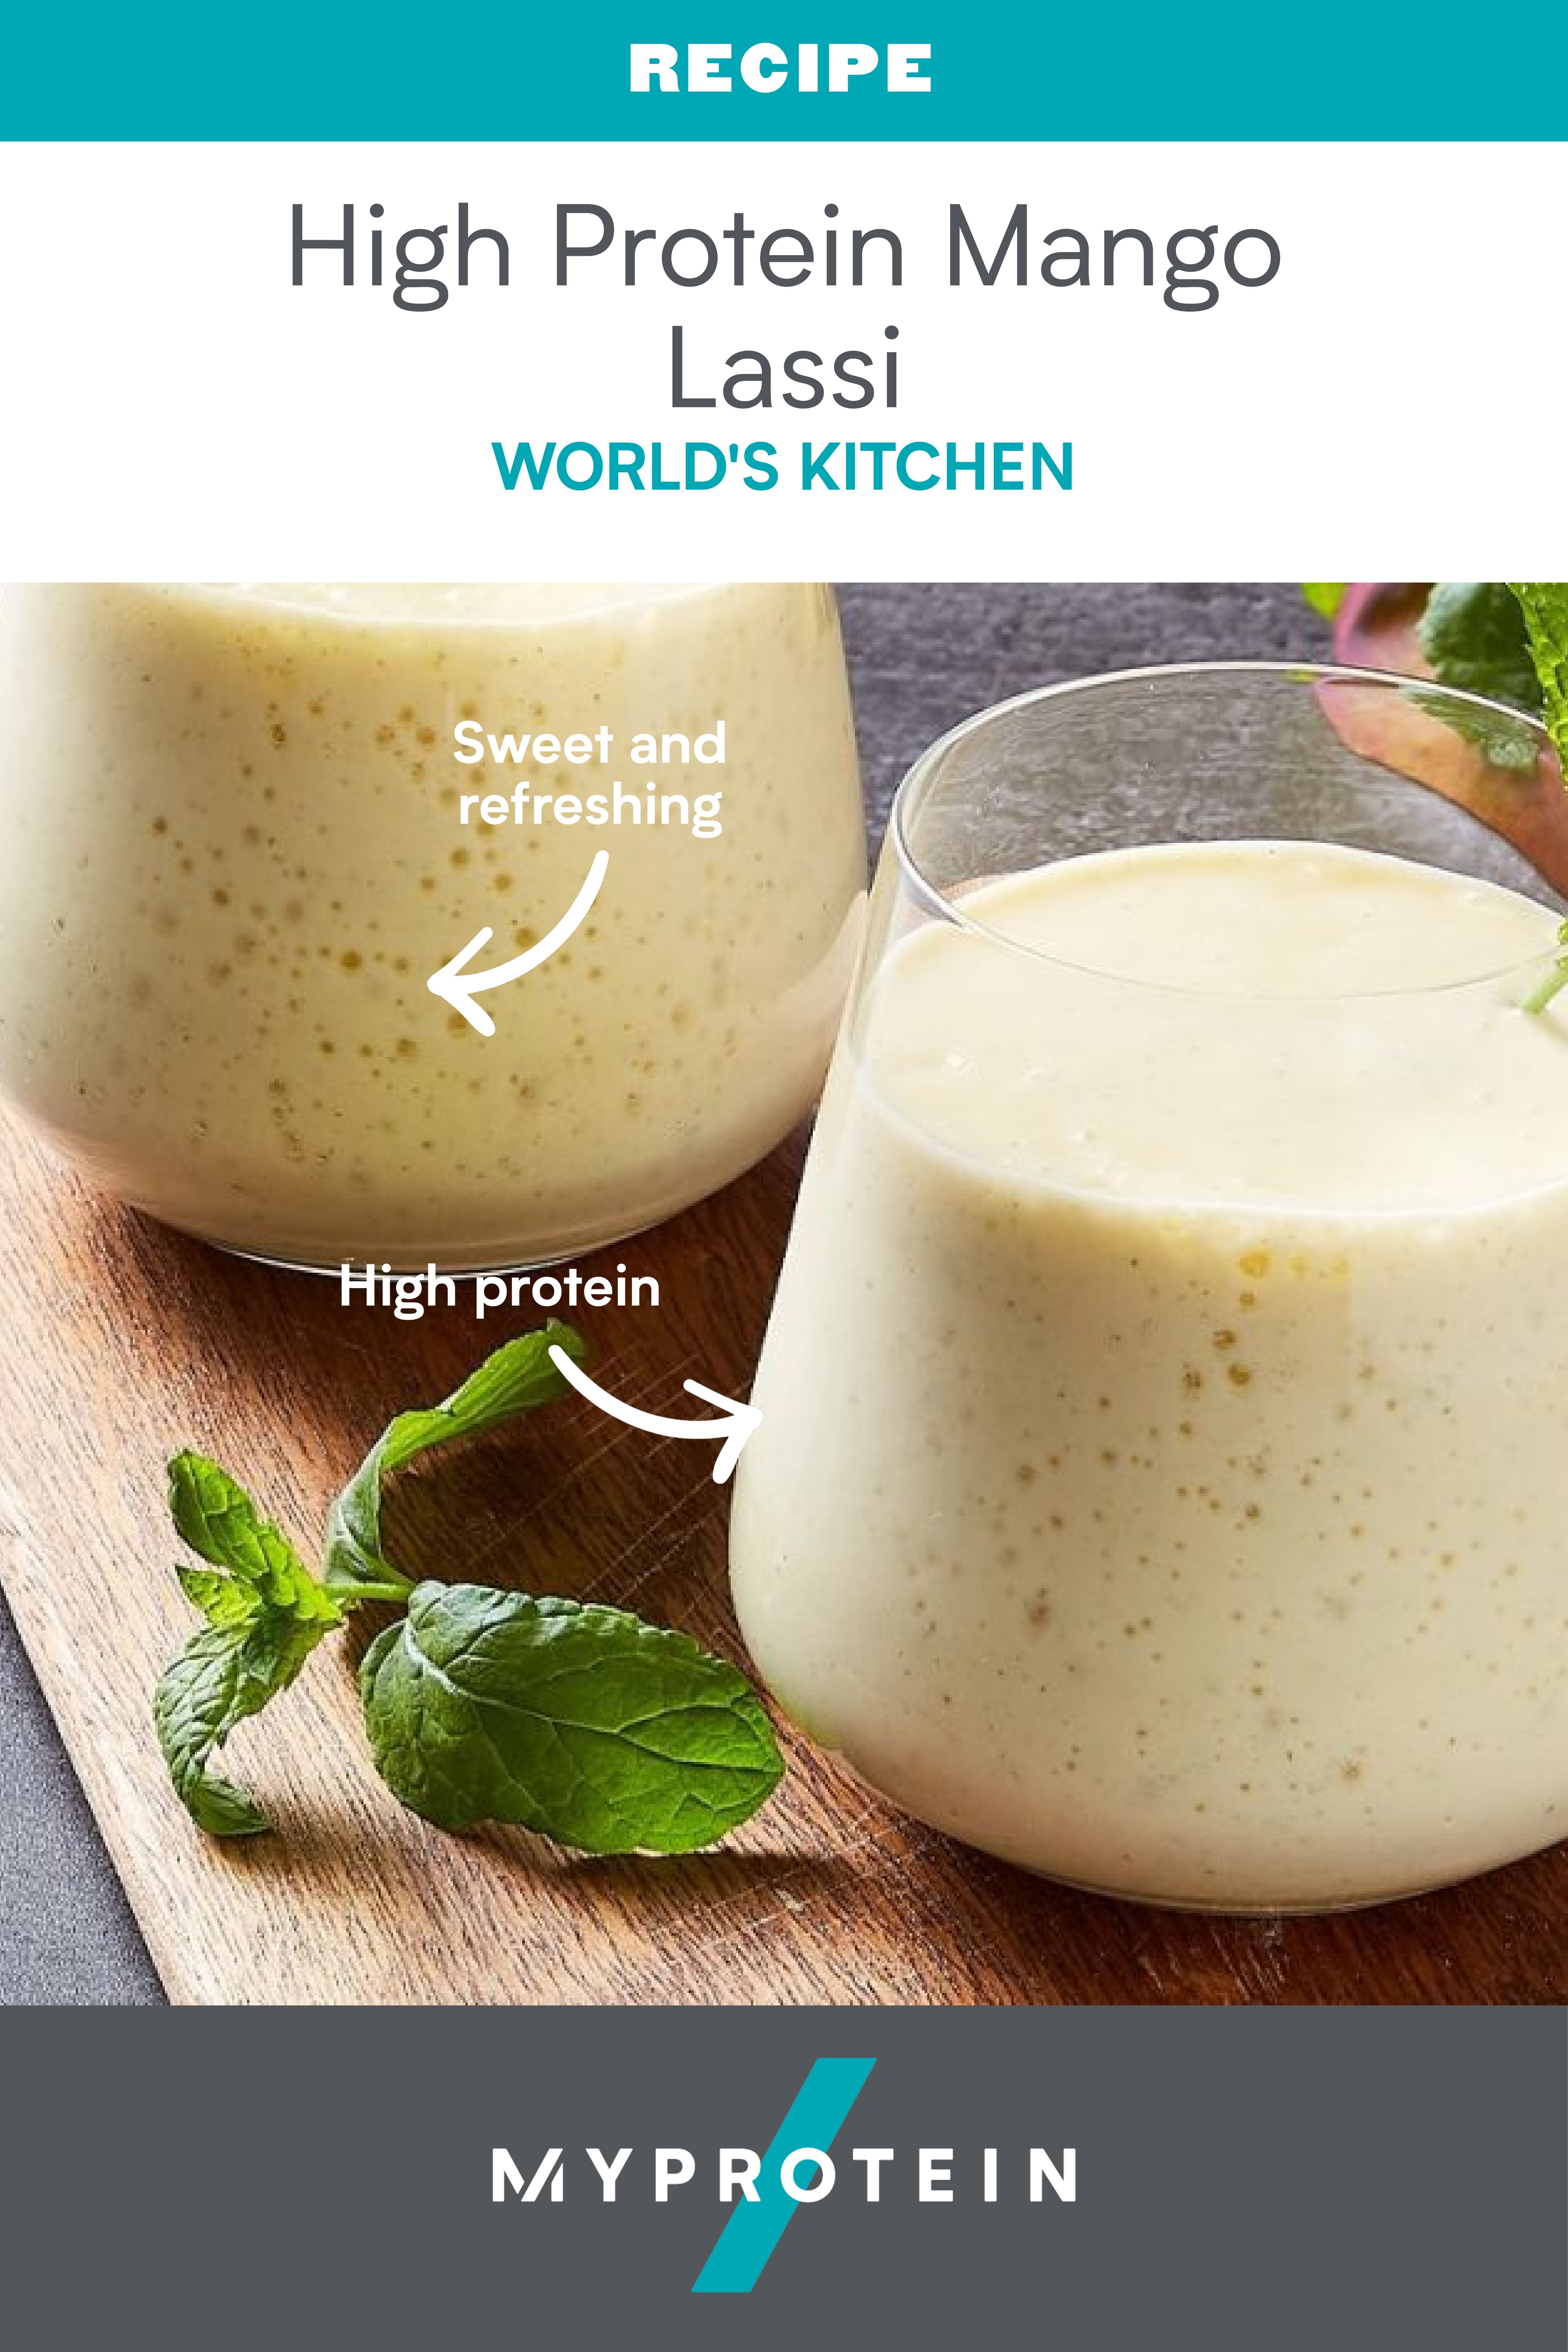 RECIPE
High Protein Mango
Lassi
WORLD'S KITCHEN
Sweet and
refreshing
High protein
MYPROTEIN